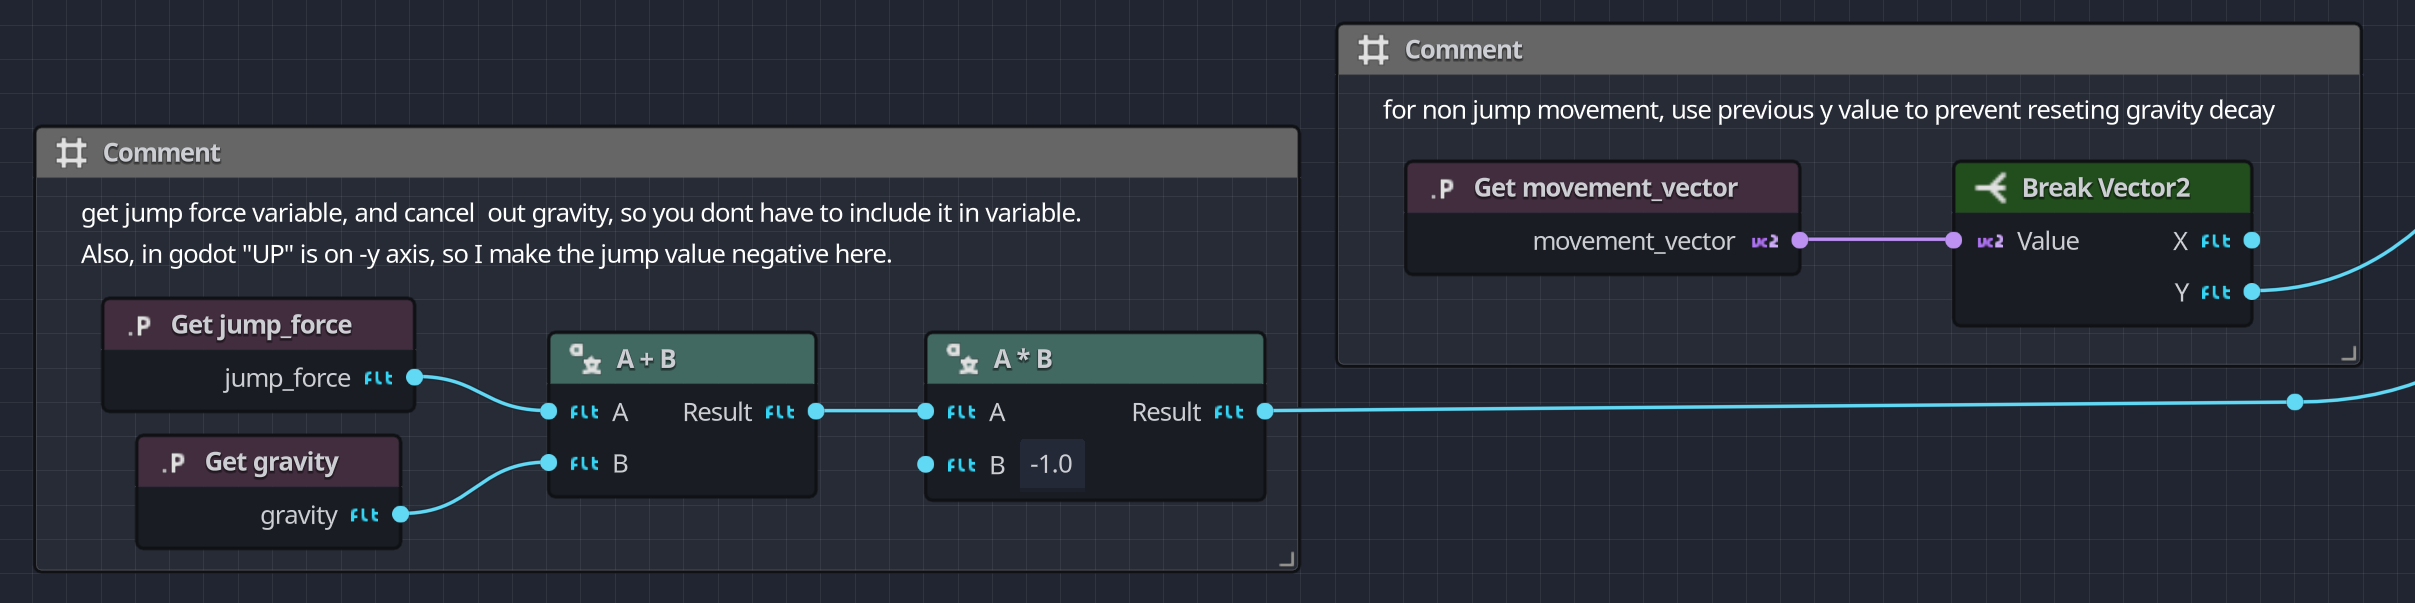 Comment
get jump force variable, and cancel  out gravity, so you dont have to include it in variable.
Also, in godot "UP" is on -y axis, so I make the jump value negative here.
.P Get jump_force
jump_force FLt
.P Get gravity
gravity FLt
A + B
FLt A Result FLt
FLt B
A * B
FLt A Result FLt
FLt B -1.0
Comment
for non jump movement, use previous y value to prevent reseting gravity decay
.P Get movement_vector
movement_vector vc2
Break Vector2
vc2 Value X FLt
Y FLt